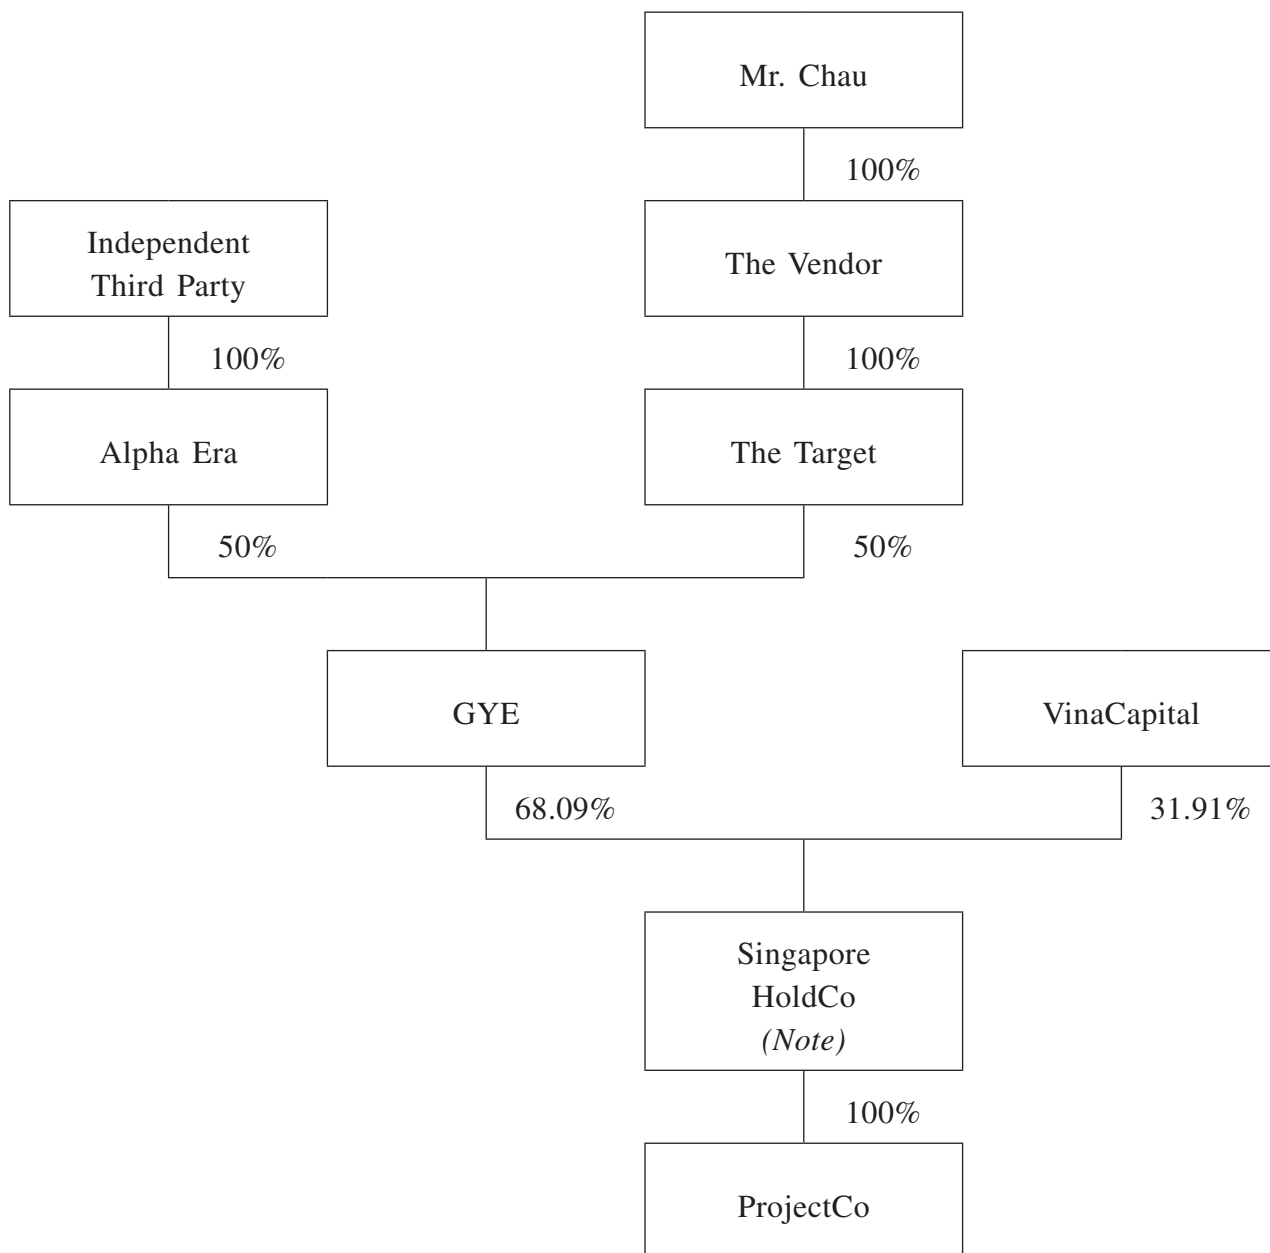 Mr. Chau
100%
Independent
Third Party
The Vendor
100%
100%
Alpha Era
The Target
50%
50%
GYE
VinaCapital
68.09%
31.91%
Singapore
HoldCo
(Note)
100%
ProjectCo